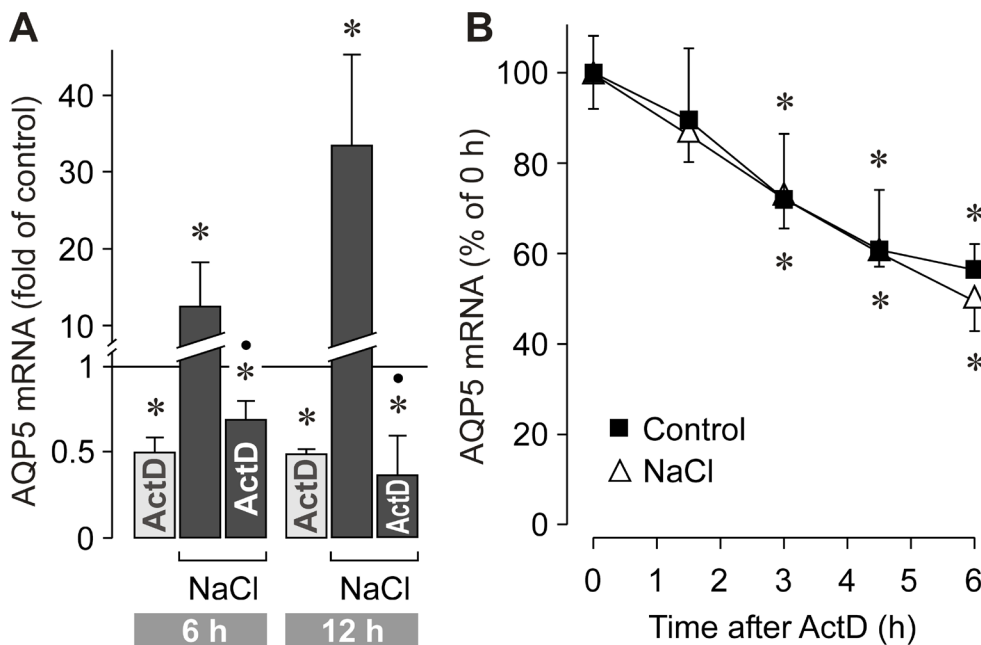 A
AQP5 mRNA (fold of control)
40
30
20
10
1
0.5
0
*
*
*
*
*
*
ActD
ActD
ActD
ActD
NaCl
NaCl
6 h
12 h
B
AQP5 mRNA (% of 0 h)
100
80
60
40
20
0
*
*
*
*
*
*
Control
NaCl
0 1 2 3 4 5 6
Time after ActD (h)